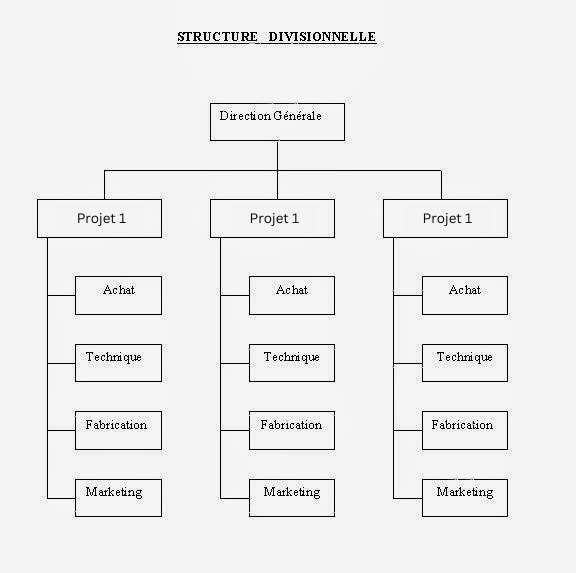 STRUCTURE DIVISIONNELLE
Direction Générale
Projet 1 Projet 1 Projet 1
Achat Achat Achat
Technique Technique Technique
Fabrication Fabrication Fabrication
Marketing Marketing Marketing